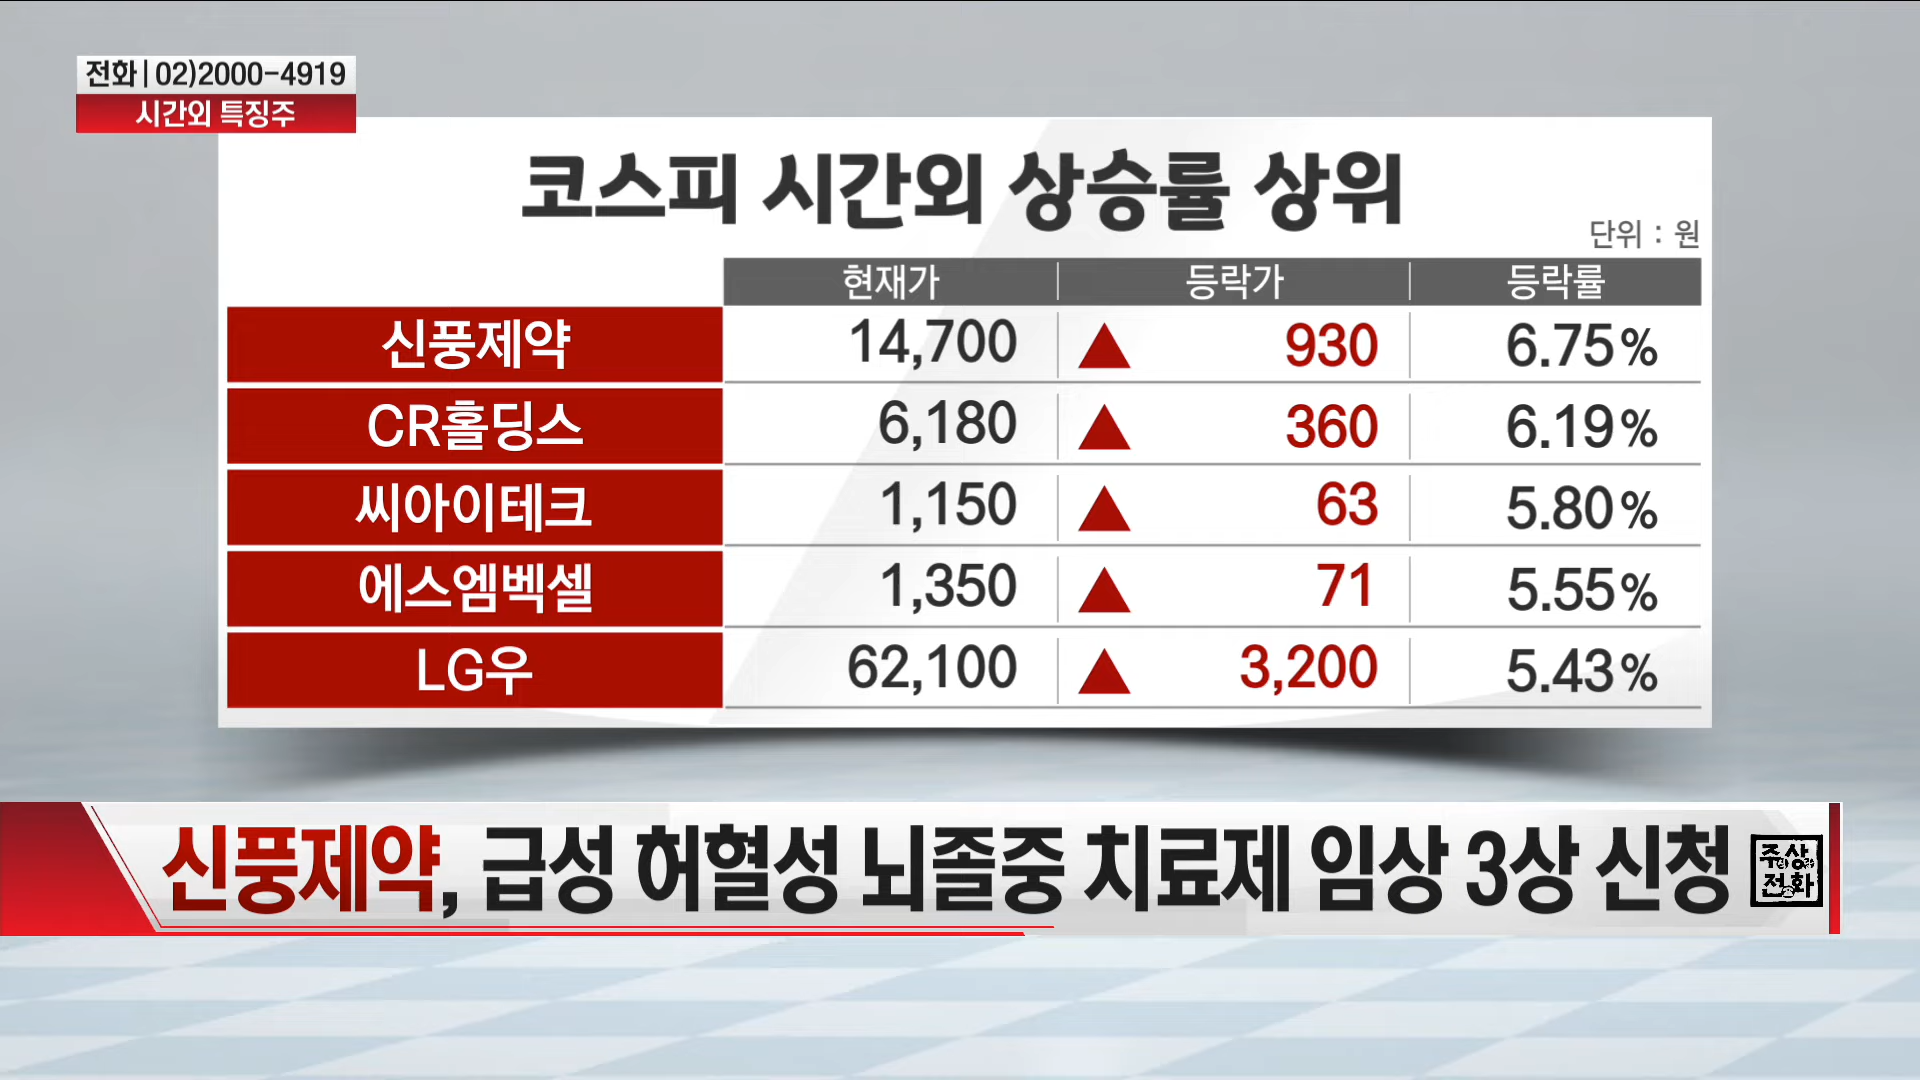 전화 | 02)2000-4919
시간외 특징주
코스피 시간외 상승률 상위
단위 : 원
현재가 등락가 등락률
신풍제약 14,700 ▲ 930 6.75%
CR홀딩스 6,180 ▲ 360 6.19%
씨아이테크 1,150 ▲ 63 5.80%
에스엠벡셀 1,350 ▲ 71 5.55%
LG우 62,100 ▲ 3,200 5.43%
신풍제약, 급성 허혈성 뇌졸중 치료제 임상 3상 신청
주상
전화